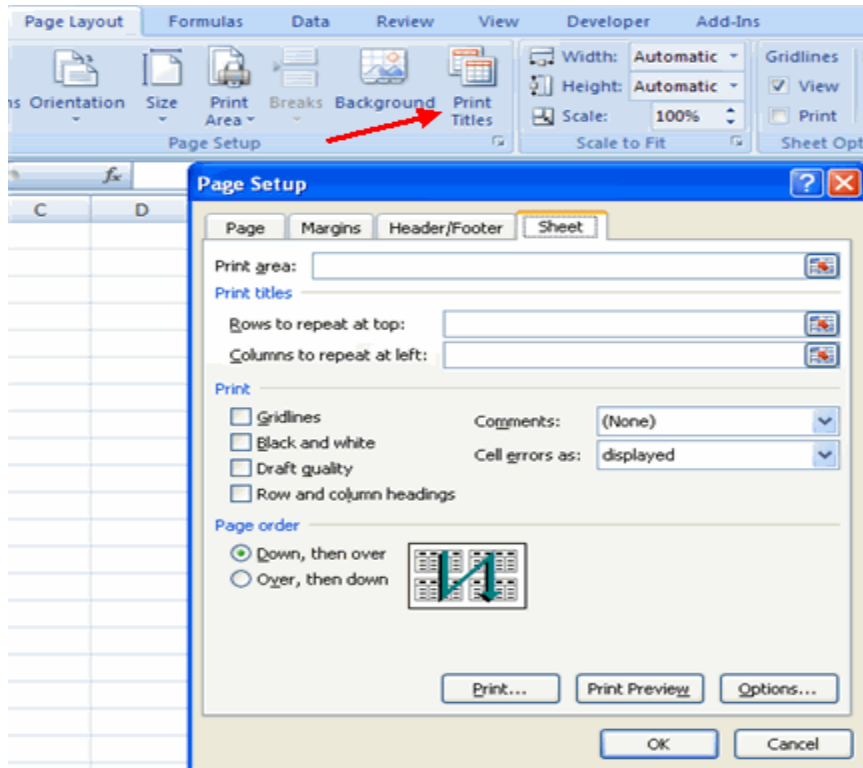 Page Layout Formulas Data Review View Developer Add-Ins
ns Orientation Size Print Area Breaks Background Print Titles
Width: Automatic
Height: Automatic
Scale: 100%
Gridlines
View
Print
Page Setup Scale to Fit Sheet Opt
fx
C D
Page Setup
Page Margins Header/Footer Sheet
Print area:
Print titles
Rows to repeat at top:
Columns to repeat at left:
Print
Gridlines Comments: (None)
Black and white Cell errors as: displayed
Draft quality
Row and column headings
Page order
Down, then over
Over, then down
Print... Print Preview Options...
OK Cancel